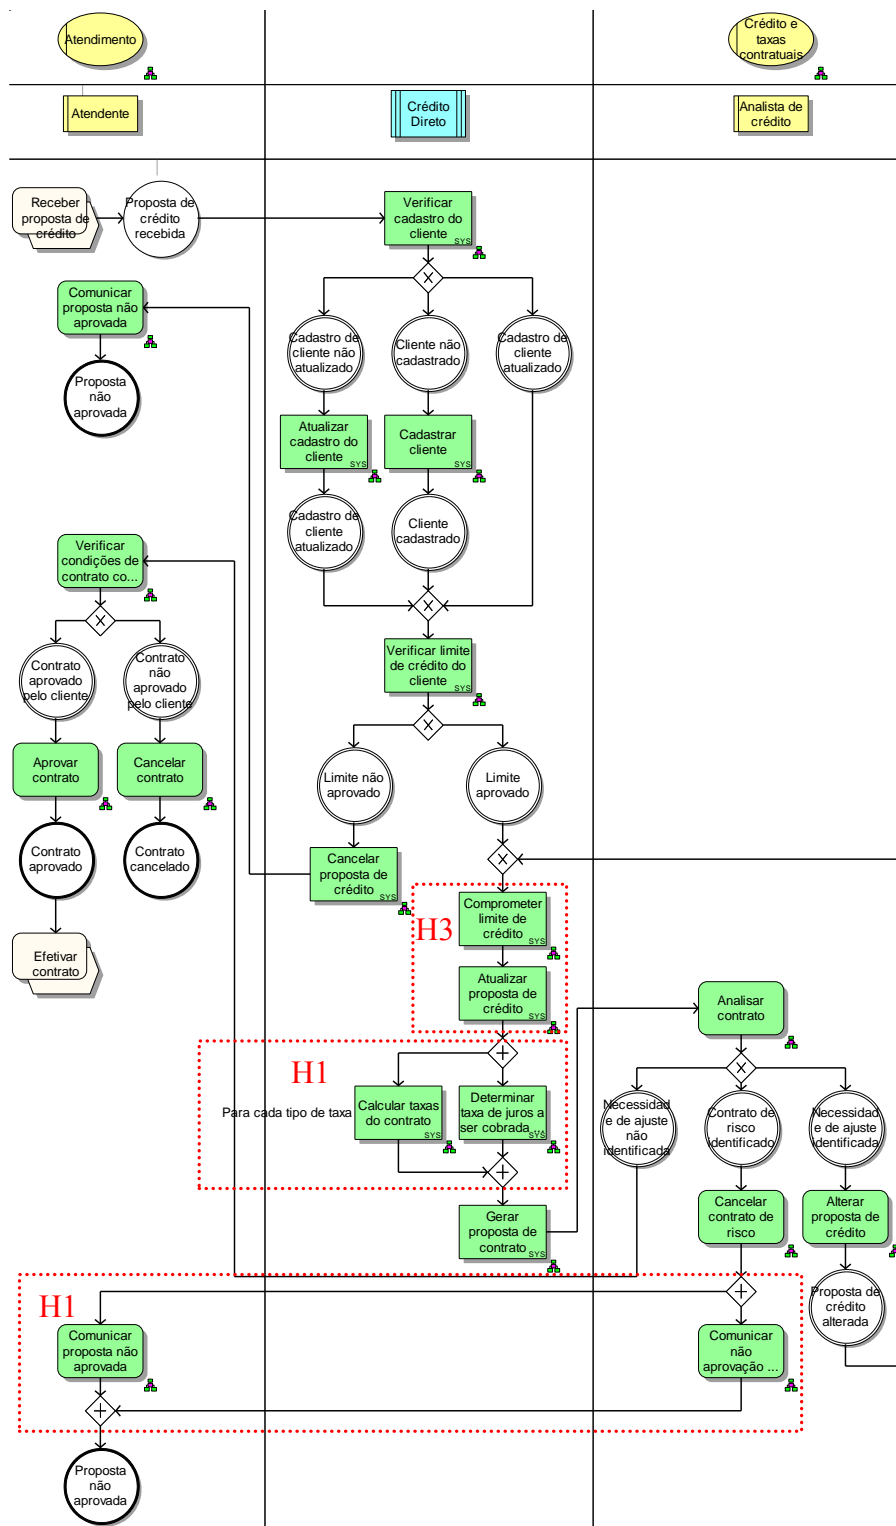 Atendimento
Crédito e
taxas
contratuais
Atendente
Crédito
Direto
Analista de
crédito
Receber
proposta de
crédito
Proposta de
crédito
recebida
Verificar
cadastro do
cliente
SYS
Comunicar
proposta não
aprovada
Cadastro de
cliente não
atualizado
Cliente não
cadastrado
Cadastro de
cliente
atualizado
Proposta
não
aprovada
Atualizar
cadastro do
cliente
SYS
Cadastrar
cliente
SYS
Cadastro de
cliente
atualizado
Cliente
cadastrado
Verificar
condições de
contrato co...
Verificar limite
de crédito do
cliente
SYS
Contrato
aprovado
pelo cliente
Contrato
não
aprovado
pelo cliente
Aprovar
contrato
Cancelar
contrato
Limite não
aprovado
Limite
aprovado
Contrato
aprovado
Contrato
cancelado
Cancelar
proposta de
crédito
SYS
H3
Comprometer
limite de
crédito
SYS
Efetivar
contrato
Atualizar
proposta de
crédito
SYS
Analisar
contrato
H1
Para cada tipo de taxa
Calcular taxas
do contrato
SYS
Determinar
taxa de juros a
ser cobrada ...
SYS
Necessidad
e de ajuste
não
identificada
Contrato de
risco
identificado
Necessidad
e de ajuste
identificada
Gerar
proposta de
contrato
SYS
Cancelar
contrato de
risco
Alterar
proposta de
crédito
H1
Proposta de
crédito
alterada
Comunicar
proposta não
aprovada
Comunicar
não
aprovação ...
Proposta
não
aprovada